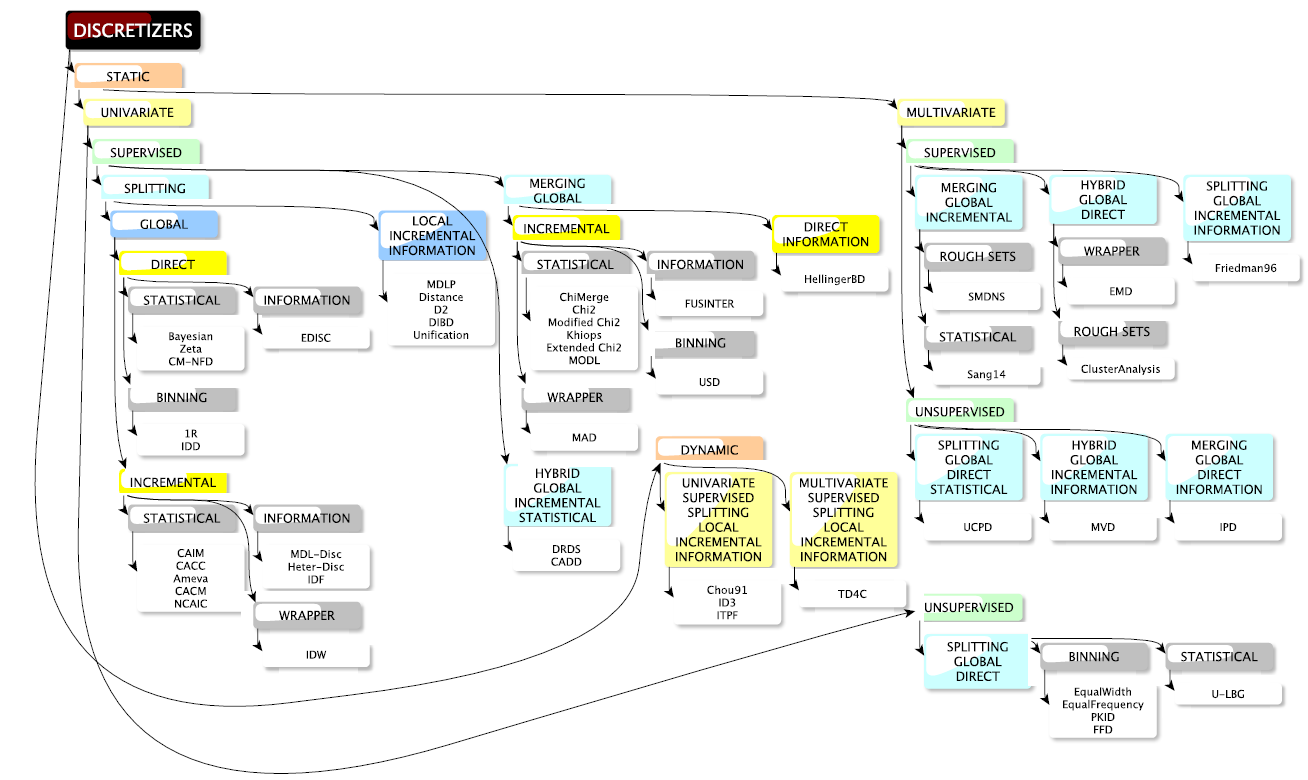 DISCRETIZERS
STATIC
UNIVARIATE
SUPERVISED
SPLITTING
GLOBAL
DIRECT
STATISTICAL
Bayesian
Zeta
CM-NFD
INFORMATION
EDISC
BINNING
1R
IDD
INCREMENTAL
STATISTICAL
CAIM
CACC
Ameva
CACM
NCAIC
INFORMATION
MDL-Disc
Heter-Disc
IDF
WRAPPER
IDW
LOCAL
INCREMENTAL
INFORMATION
MDLP
Distance
D2
DIBD
Unification
MERGING
GLOBAL
INCREMENTAL
STATISTICAL
ChiMerge
Chi2
Modified Chi2
Khiops
Extended Chi2
MODL
INFORMATION
FUSINTER
BINNING
USD
WRAPPER
MAD
DIRECT
INFORMATION
HellingerBD
HYBRID
GLOBAL
INCREMENTAL
STATISTICAL
DRDS
CADD
DYNAMIC
UNIVARIATE
SUPERVISED
SPLITTING
LOCAL
INCREMENTAL
INFORMATION
Chou91
ID3
ITPF
MULTIVARIATE
SUPERVISED
SPLITTING
LOCAL
INCREMENTAL
INFORMATION
TD4C
MULTIVARIATE
SUPERVISED
MERGING
GLOBAL
INCREMENTAL
ROUGH SETS
SMDNS
STATISTICAL
Sang14
HYBRID
GLOBAL
DIRECT
WRAPPER
EMD
ROUGH SETS
ClusterAnalysis
SPLITTING
GLOBAL
INCREMENTAL
INFORMATION
Friedman96
UNSUPERVISED
SPLITTING
GLOBAL
DIRECT
STATISTICAL
UCPD
HYBRID
GLOBAL
INCREMENTAL
INFORMATION
MVD
MERGING
GLOBAL
DIRECT
INFORMATION
IPD
UNSUPERVISED
SPLITTING
GLOBAL
DIRECT
BINNING
EqualWidth
EqualFrequency
PKID
FFD
STATISTICAL
U-LBG